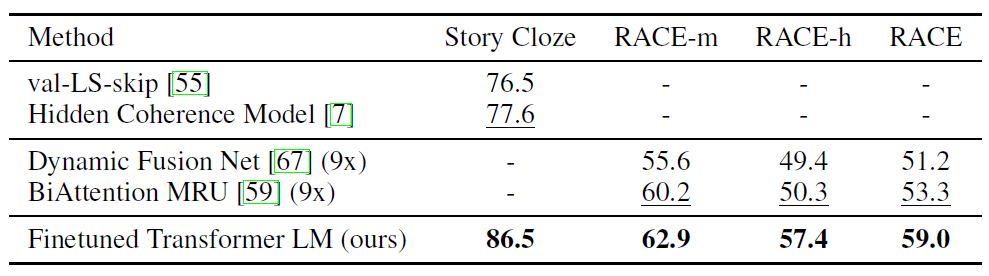 Method Story Cloze RACE-m RACE-h RACE
val-LS-skip [55] 76.5 - - -
Hidden Coherence Model [7] 77.6 - - -
Dynamic Fusion Net [67] (9x) - 55.6 49.4 51.2
BiAttention MRU [59] (9x) - 60.2 50.3 53.3
Finetuned Transformer LM (ours) 86.5 62.9 57.4 59.0